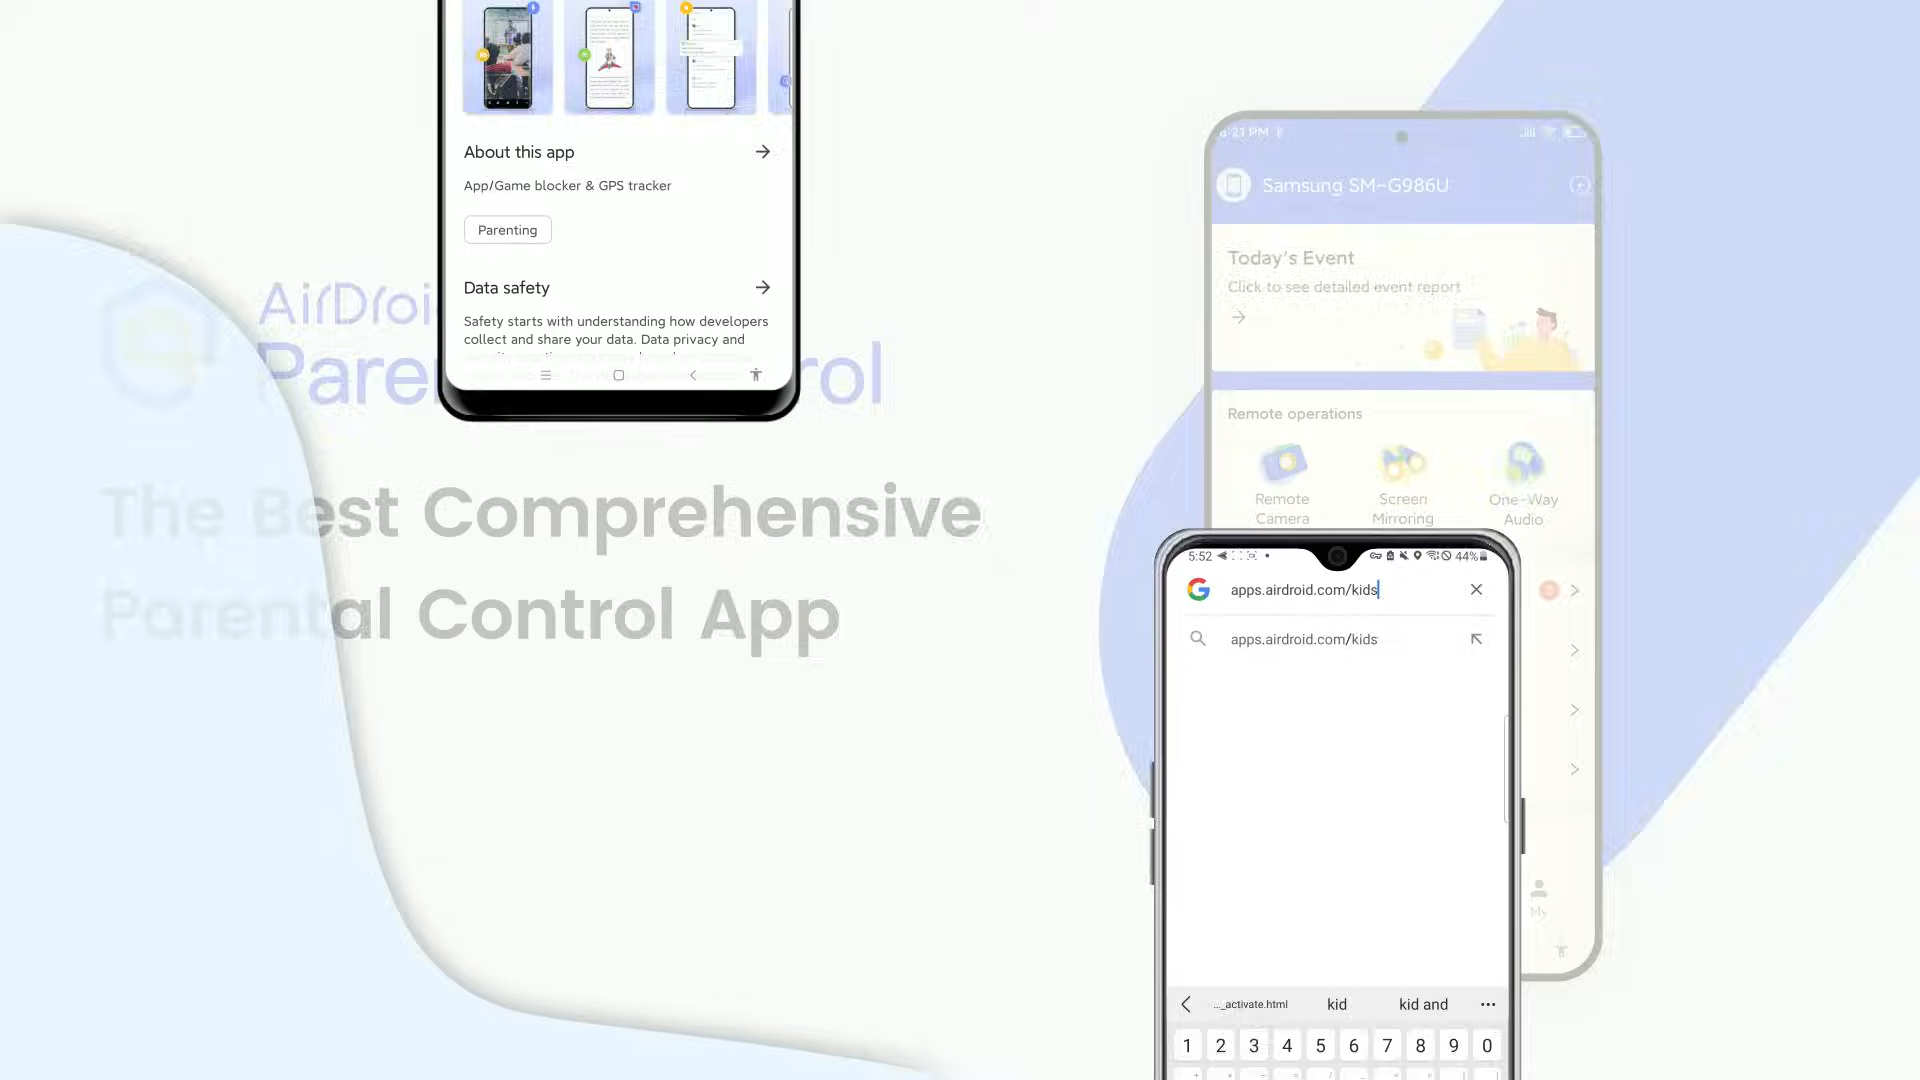 About this app
App/Game blocker & GPS tracker
Parenting
Data safety
Safety starts with understanding how developers
collect and share your data. Data privacy and
The Best Comprehensive
Parental Control App
6:21 PM
Samsung SM-G986U
Today's Event
Click to see detailed event report
Remote operations
Remote
Camera
Screen
Mirroring
One-Way
Audio
My
5:52
44%
apps.airdroid.com/kids
apps.airdroid.com/kids
..._activate.html
kid
kid and
1 2 3 4 5 6 7 8 9 0